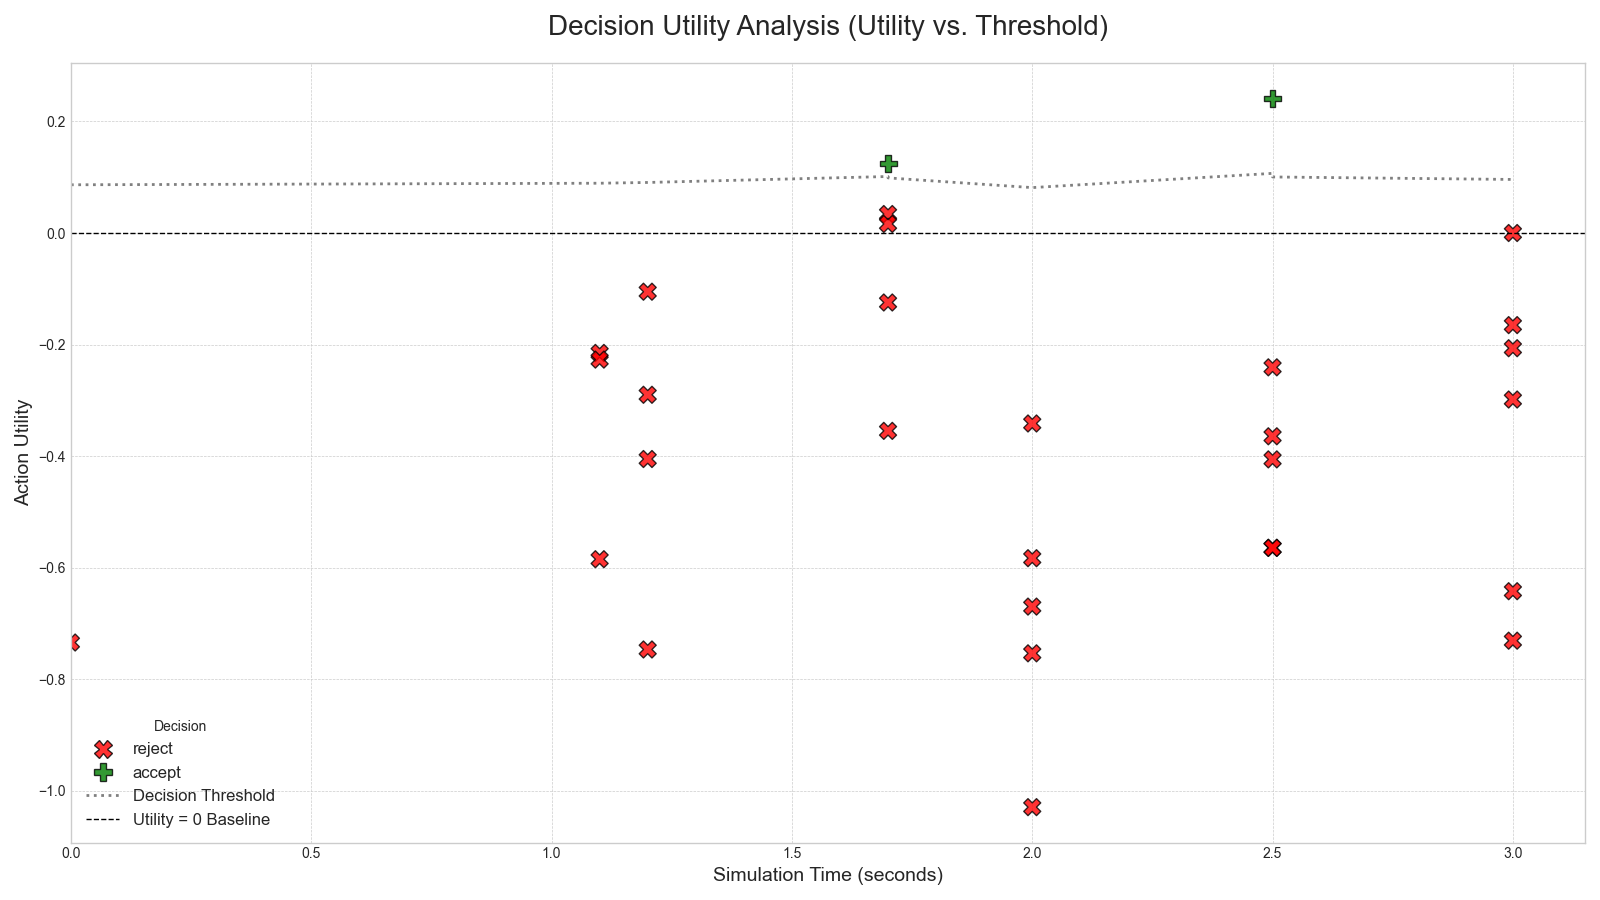 Decision Utility Analysis (Utility vs. Threshold)
0.2
0.0
−0.2
−0.4
−0.6
−0.8
−1.0
Action Utility
Decision
reject
accept
Decision Threshold
Utility = 0 Baseline
0.0 0.5 1.0 1.5 2.0 2.5 3.0
Simulation Time (seconds)